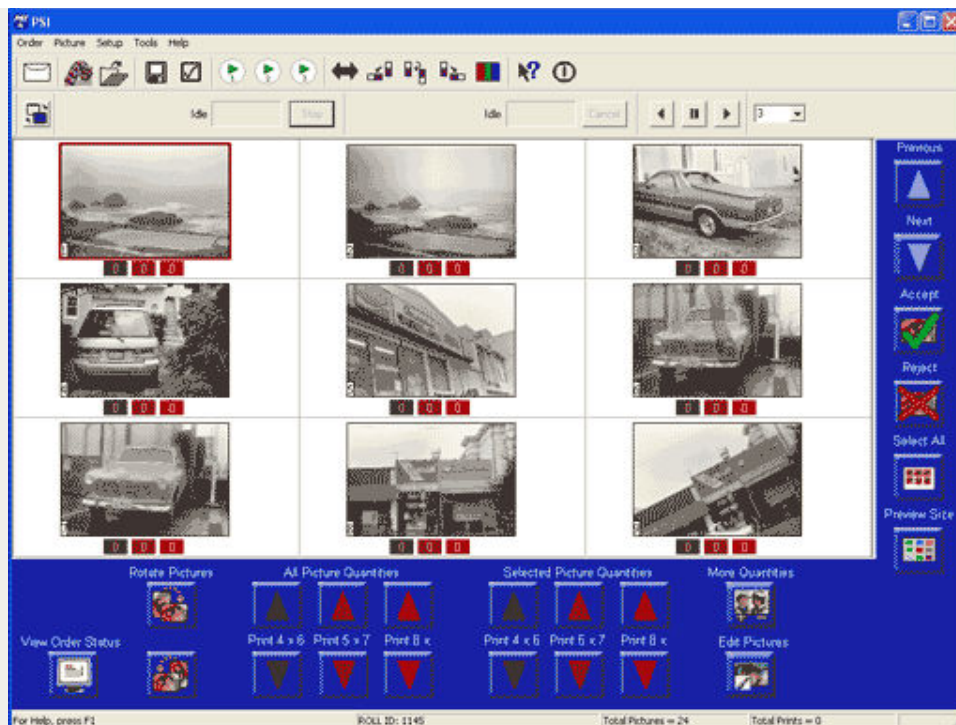 PSI
Order Picture Setup Tools Help
Idle Stop Idle Cancel 3
Previous
Next
Accept
Reject
Select All
Preview Size
Rotate Pictures All Picture Quantities Selected Picture Quantities More Quantities
Print 4 x 6 Print 5 x 7 Print 8 x Print 4 x 6 Print 5 x 7 Print 8 x
View Order Status Edit Pictures
For Help, press F1 ROLL ID: 1145 Total Pictures = 24 Total Prints = 0